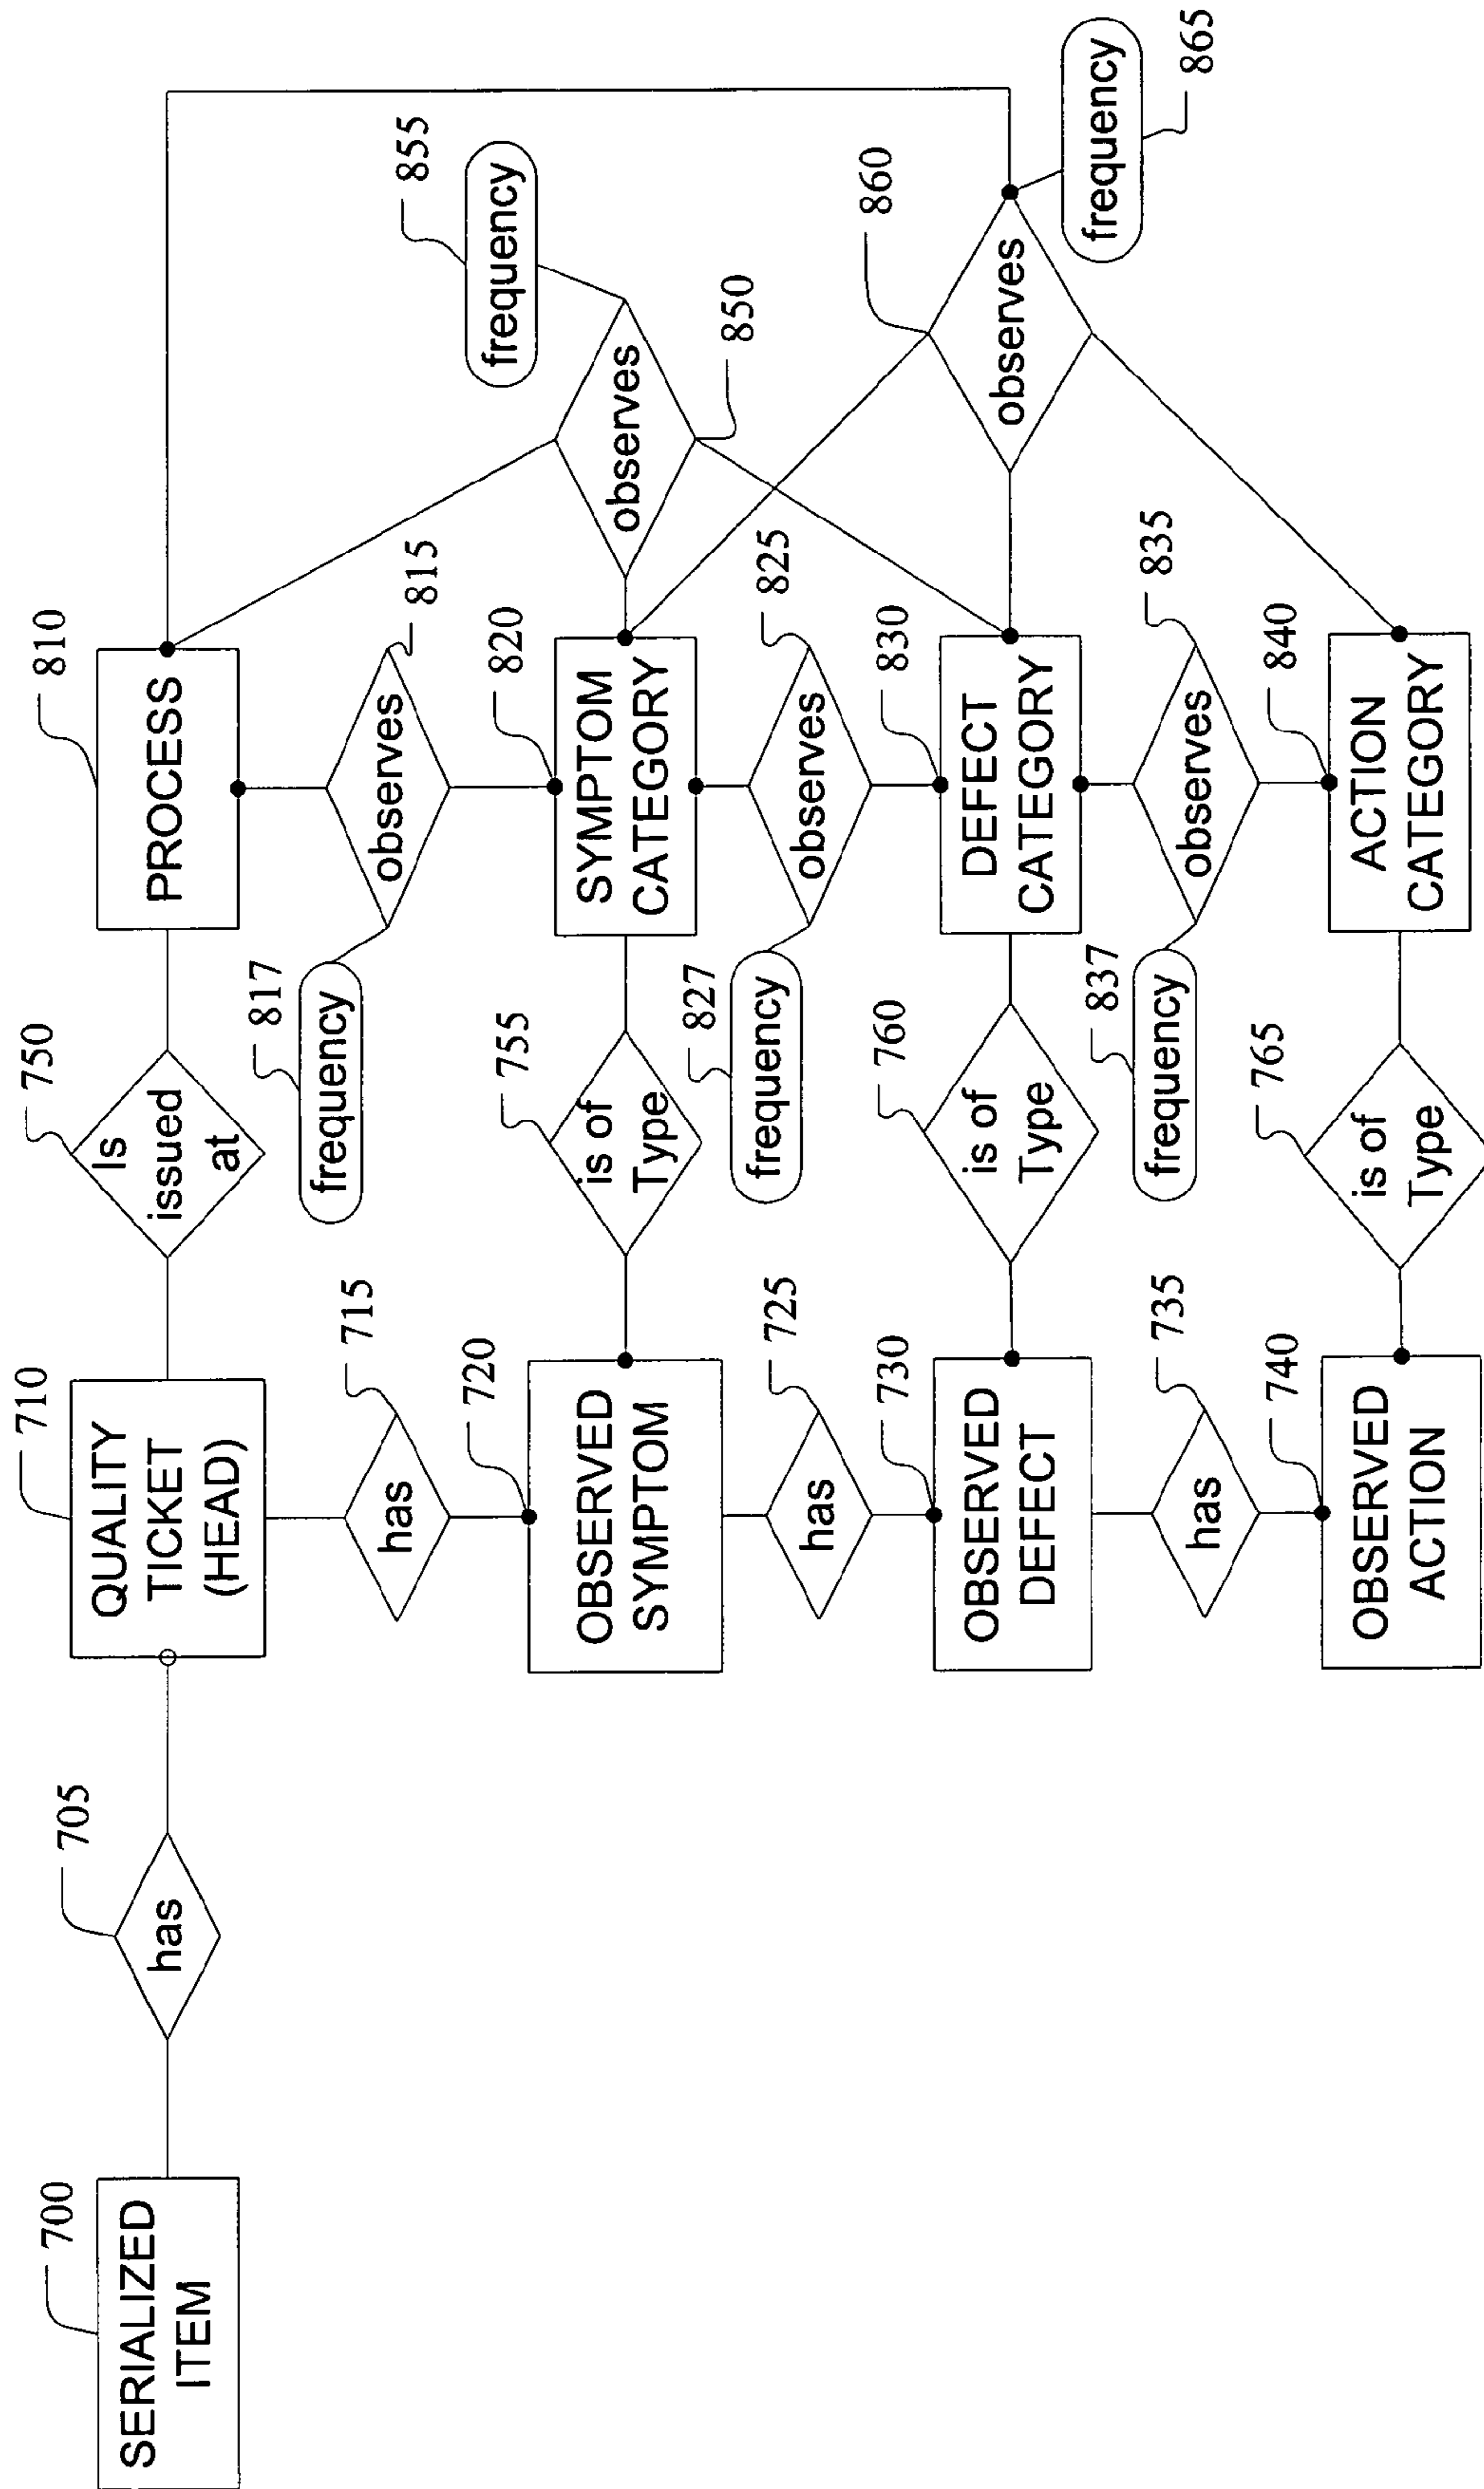 700
SERIALIZED
ITEM
705
has
710
QUALITY
TICKET
(HEAD)
750
Is
issued
at
810
PROCESS
715
has
817
frequency
observes
815
855
frequency
720
OBSERVED
SYMPTOM
755
is of
Type
820
SYMPTOM
CATEGORY
observes
850
725
has
827
frequency
observes
825
860
observes
frequency
865
730
OBSERVED
DEFECT
760
is of
Type
830
DEFECT
CATEGORY
735
has
837
frequency
observes
835
740
OBSERVED
ACTION
765
is of
Type
840
ACTION
CATEGORY